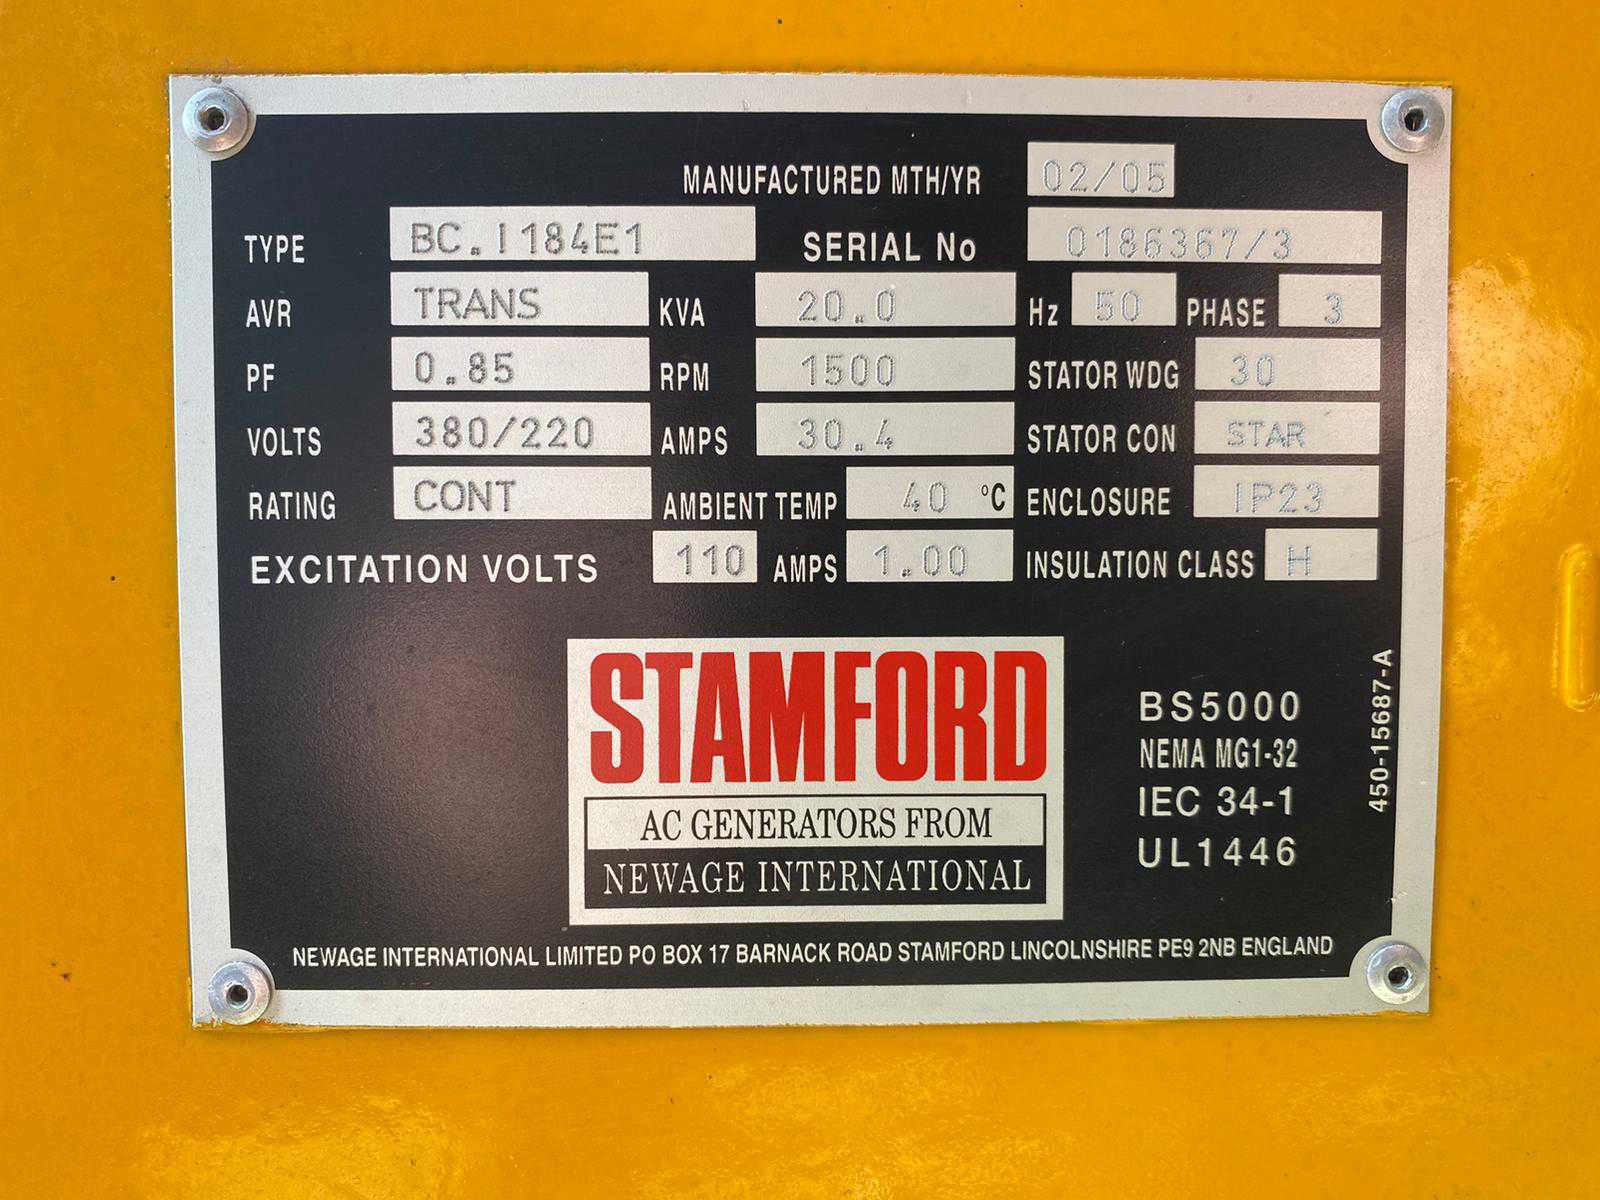 MANUFACTURED MTH/YR 02/05
TYPE BC.I184E1 SERIAL No 0186367/3
AVR TRANS KVA 20.0 Hz 50 PHASE 3
PF 0.85 RPM 1500 STATOR WDG 30
VOLTS 380/220 AMPS 30.4 STATOR CON STAR
RATING CONT AMBIENT TEMP 40 °C ENCLOSURE IP23
EXCITATION VOLTS 110 AMPS 1.00 INSULATION CLASS H
STAMFORD
AC GENERATORS FROM
NEWAGE INTERNATIONAL
BS5000
NEMA MG1-32
IEC 34-1
UL1446
450-15687-A
NEWAGE INTERNATIONAL LIMITED PO BOX 17 BARNACK ROAD STAMFORD LINCOLNSHIRE PE9 2NB ENGLAND